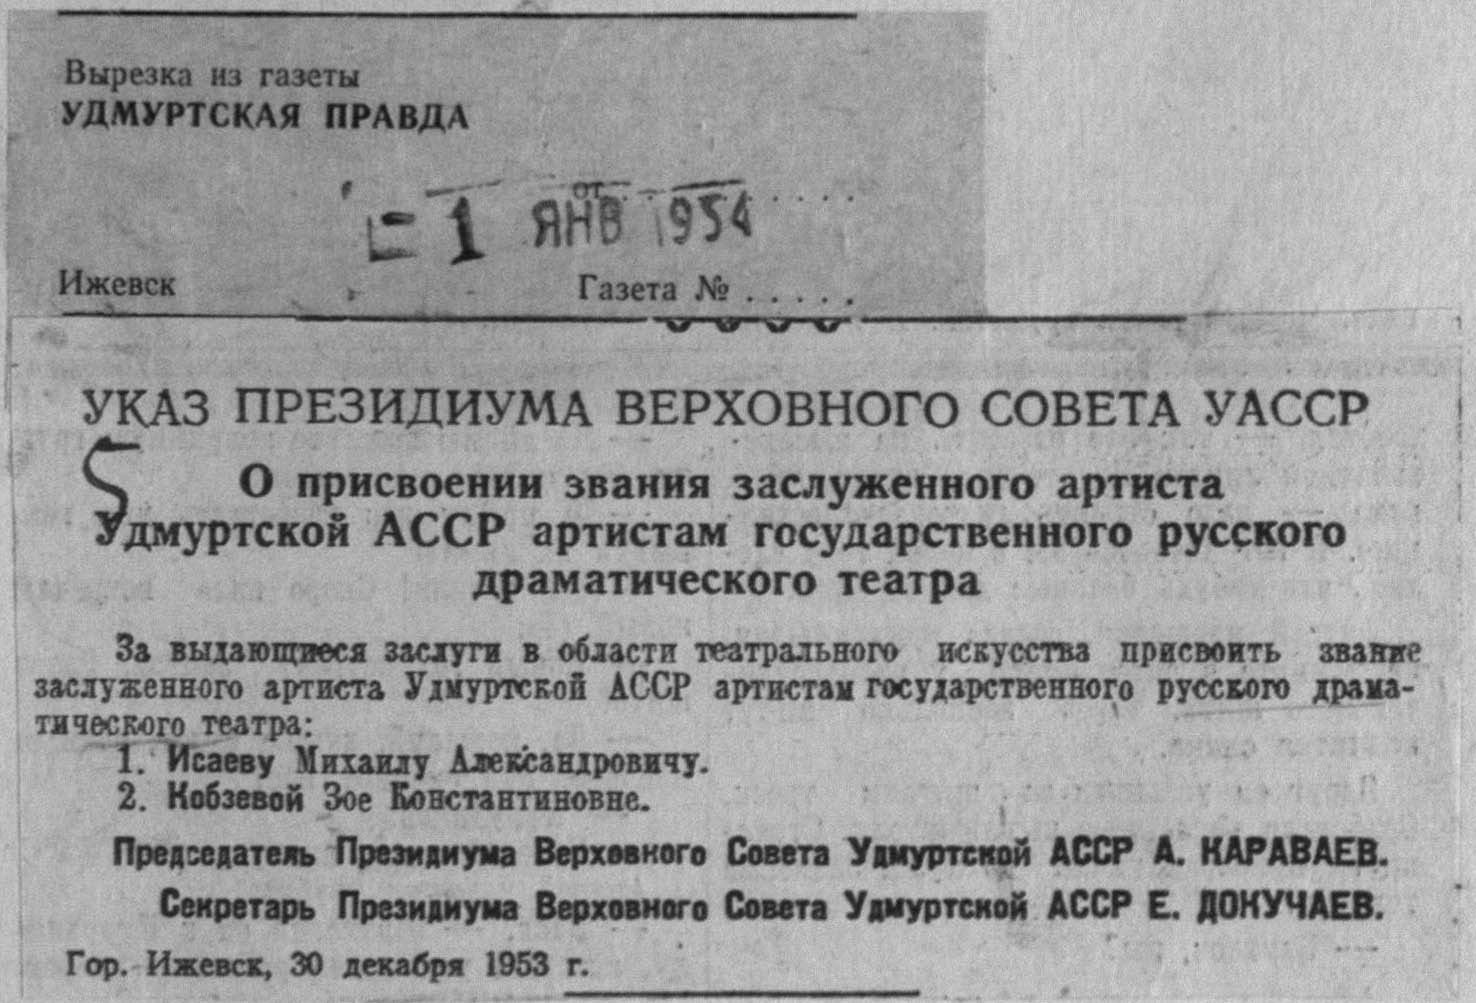 Вырезка из газеты
УДМУРТСКАЯ ПРАВДА
от . . . . .
- 1 ЯНВ 1954
Ижевск Газета № . . . . .
УКАЗ ПРЕЗИДИУМА ВЕРХОВНОГО СОВЕТА УАССР
О присвоении звания заслуженного артиста
Удмуртской АССР артистам государственного русского
драматического театра
За выдающиеся заслуги в области театрального искусства присвоить звание
заслуженного артиста Удмуртской АССР артистам государственного русского драма-
тического театра:
1. Исаеву Михаилу Александровичу.
2. Кобзевой Зое Константиновне.
Председатель Президиума Верховного Совета Удмуртской АССР А. КАРАВАЕВ.
Секретарь Президиума Верховного Совета Удмуртской АССР Е. ДОКУЧАЕВ.
Гор. Ижевск, 30 декабря 1953 г.